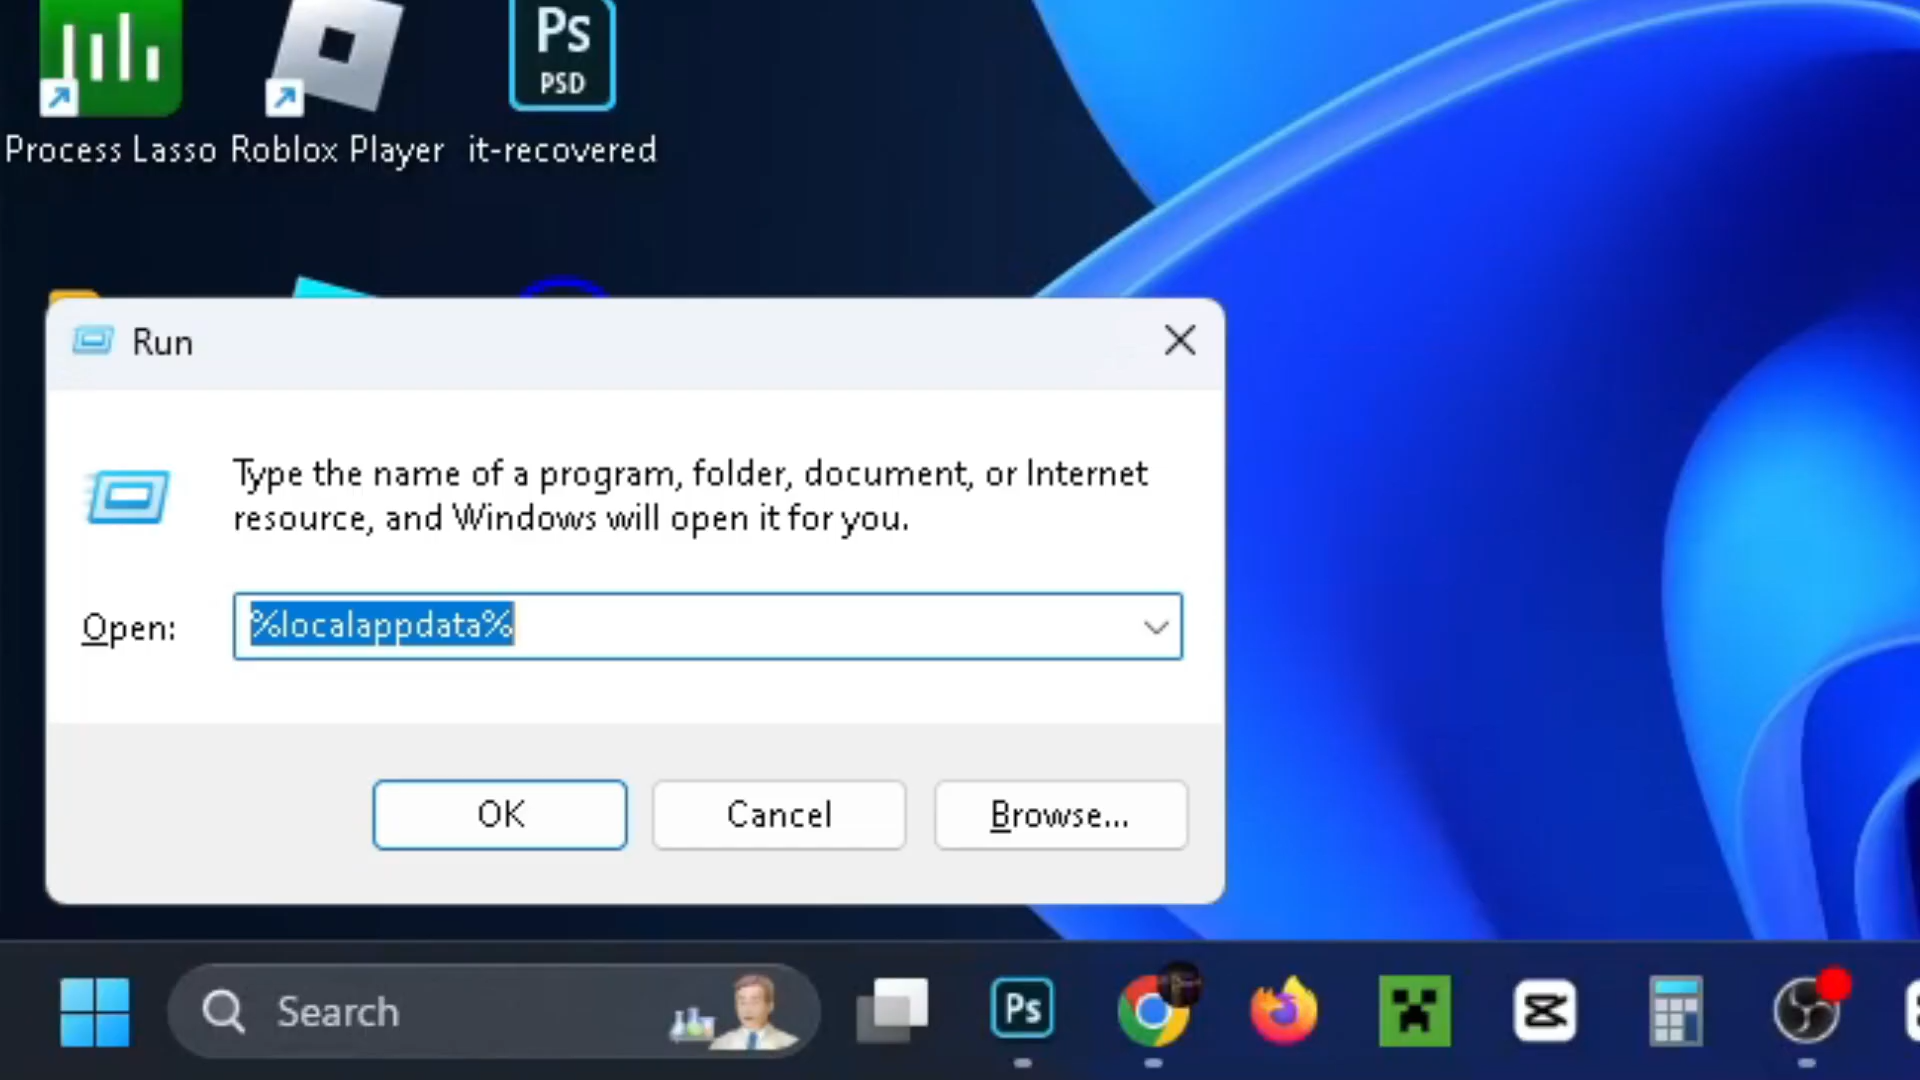 Ps
PSD
Process Lasso
Roblox Player
it-recovered
Run
Type the name of a program, folder, document, or Internet
resource, and Windows will open it for you.
Open:
%localappdata%
OK
Cancel
Browse...
Search
Ps